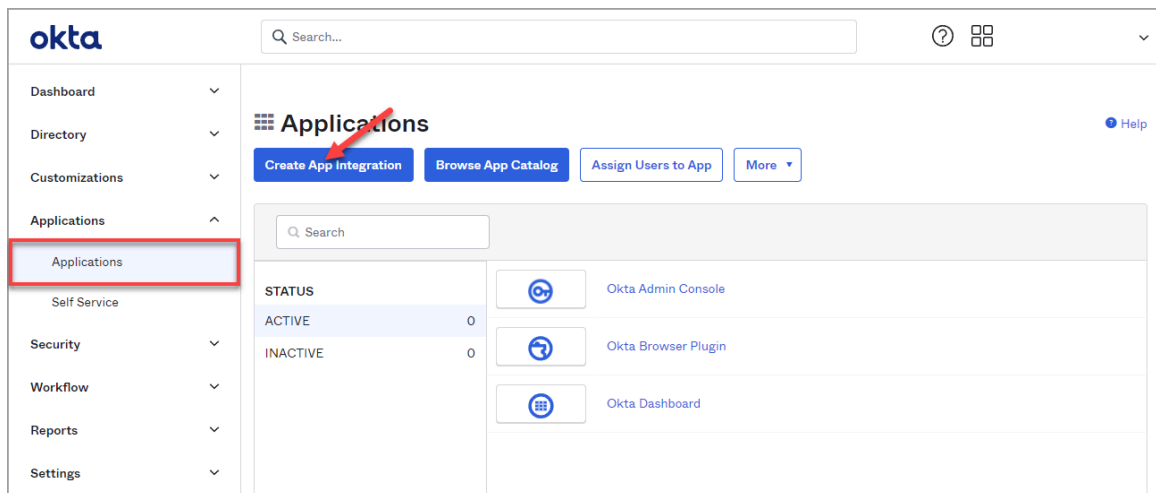 okta
Search...
Dashboard
Directory
Customizations
Applications
Applications
Self Service
Security
Workflow
Reports
Settings
Applications
Help
Create App Integration
Browse App Catalog
Assign Users to App
More
Search
STATUS
ACTIVE 0
INACTIVE 0
Okta Admin Console
Okta Browser Plugin
Okta Dashboard